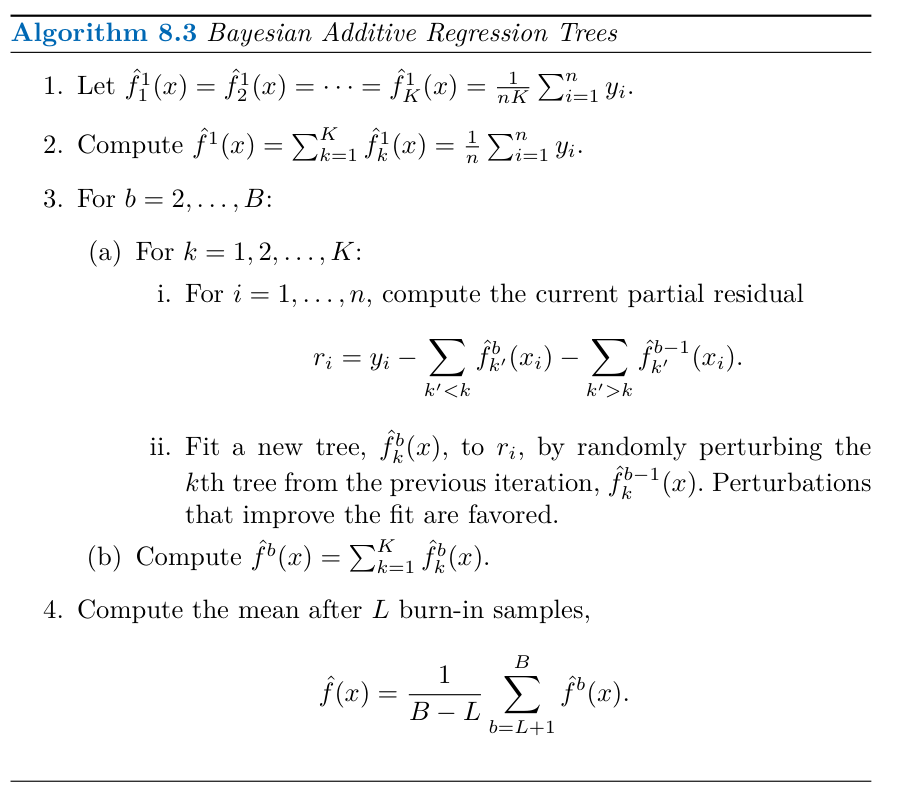 Algorithm 8.3 Bayesian Additive Regression Trees
1. Let f̂₁¹(x) = f̂₂¹(x) = ⋯ = f̂_K¹(x) = 1/(nK) ∑_{i=1}^{n} y_i.
2. Compute f̂¹(x) = ∑_{k=1}^{K} f̂_k¹(x) = 1/n ∑_{i=1}^{n} y_i.
3. For b = 2, . . . , B:
(a) For k = 1, 2, . . . , K:
i. For i = 1, . . . , n, compute the current partial residual
r_i = y_i − ∑_{k′<k} f̂_{k′}^{b}(x_i) − ∑_{k′>k} f̂_{k′}^{b−1}(x_i).
ii. Fit a new tree, f̂_k^b(x), to r_i, by randomly perturbing the
kth tree from the previous iteration, f̂_k^{b−1}(x). Perturbations
that improve the fit are favored.
(b) Compute f̂^b(x) = ∑_{k=1}^{K} f̂_k^b(x).
4. Compute the mean after L burn-in samples,
f̂(x) = 1/(B − L) ∑_{b=L+1}^{B} f̂^b(x).